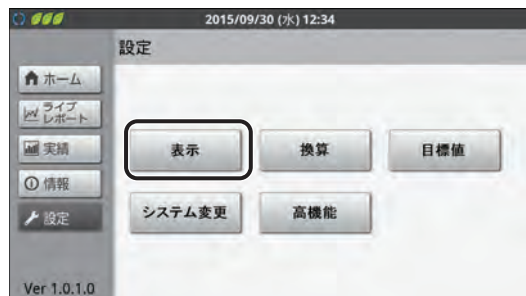 2015/09/30 (水) 12:34
設定
ホーム
ライブ
レポート
実績
情報
設定
表示
換算
目標値
システム変更
高機能
Ver 1.0.1.0